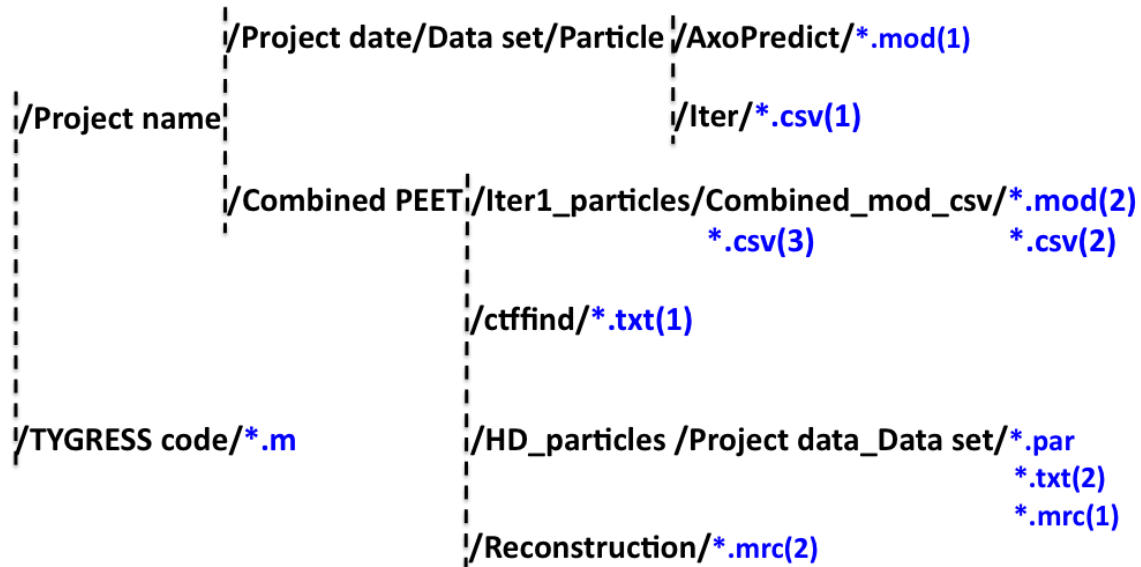 /Project date/Data set/Particle /AxoPredict/*.mod(1)
/Project name /Iter/*.csv(1)
/Combined PEET /Iter1_particles/Combined_mod_csv/*.mod(2)
*.csv(3) *.csv(2)
/ctffind/*.txt(1)
/TYGRESS code/*.m /HD_particles /Project data_Data set/*.par
*.txt(2)
*.mrc(1)
/Reconstruction/*.mrc(2)